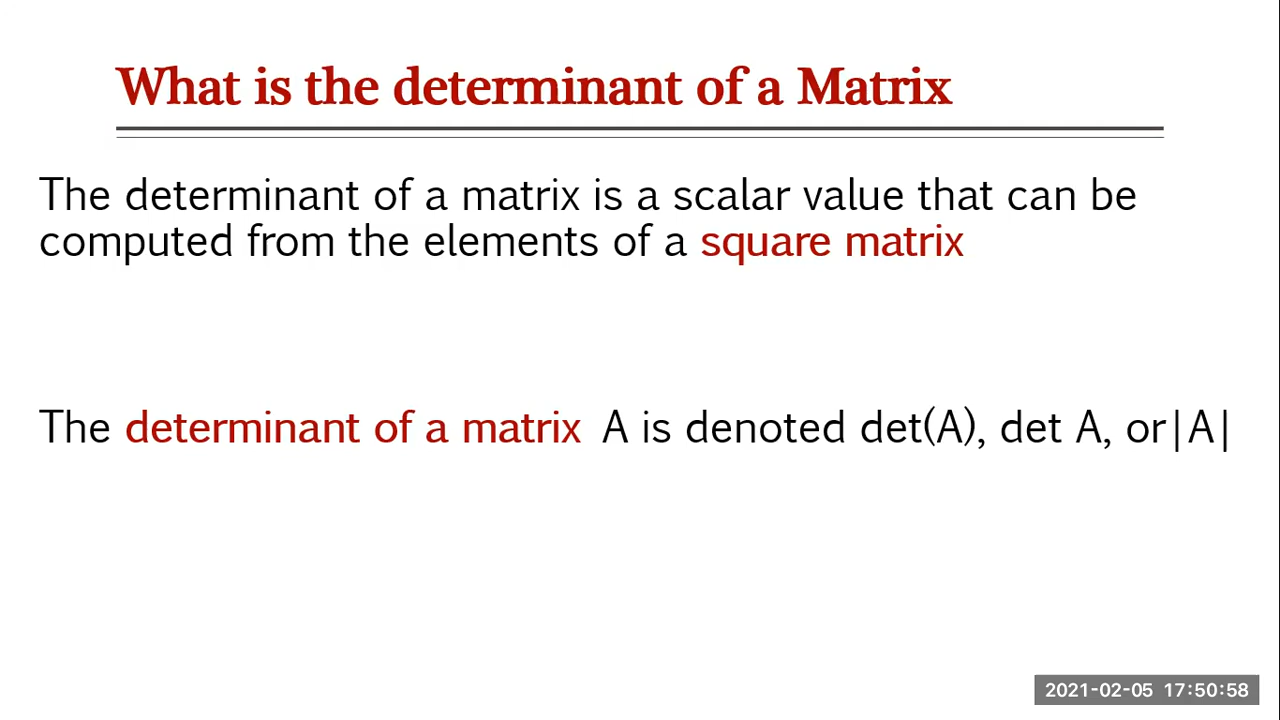 What is the determinant of a Matrix
The determinant of a matrix is a scalar value that can be
computed from the elements of a square matrix
The determinant of a matrix A is denoted det(A), det A, or|A|
2021-02-05 17:50:58